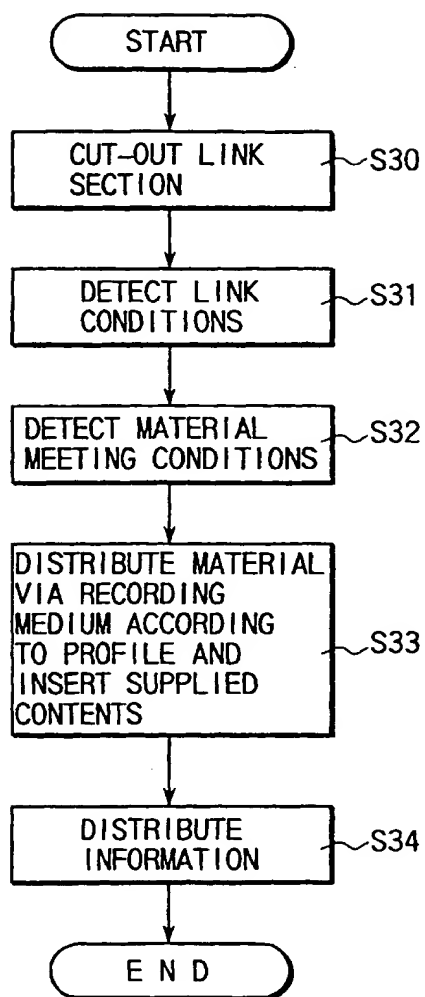 START
CUT-OUT LINK
SECTION
S30
DETECT LINK
CONDITIONS
S31
DETECT MATERIAL
MEETING CONDITIONS
S32
DISTRIBUTE MATERIAL
VIA RECORDING
MEDIUM ACCORDING
TO PROFILE AND
INSERT SUPPLIED
CONTENTS
S33
DISTRIBUTE
INFORMATION
S34
END